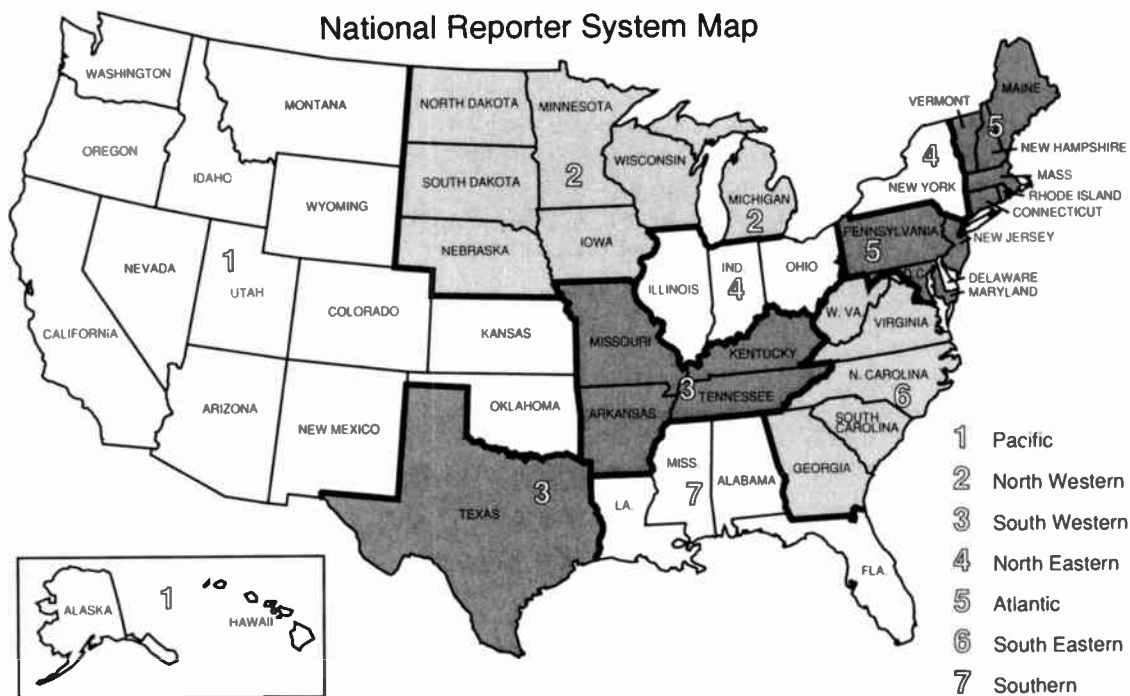 National Reporter System Map
WASHINGTON
MONTANA
NORTH DAKOTA
MINNESOTA
VERMONT
MAINE
5
OREGON
IDAHO
SOUTH DAKOTA
WISCONSIN
2
MICHIGAN
2
4
NEW YORK
NEW HAMPSHIRE
MASS
RHODE ISLAND
CONNECTICUT
WYOMING
NEBRASKA
IOWA
PENNSYLVANIA
5
NEW JERSEY
NEVADA
1
UTAH
ILLINOIS
IND.
4
OHIO
D.C.
DELAWARE
MARYLAND
CALIFORNIA
COLORADO
KANSAS
MISSOURI
KENTUCKY
W. VA.
VIRGINIA
ARIZONA
NEW MEXICO
OKLAHOMA
ARKANSAS
3
TENNESSEE
N. CAROLINA
6
SOUTH
CAROLINA
TEXAS
3
LA.
MISS.
7
ALABAMA
GEORGIA
FLA.
ALASKA
1
HAWAII
1 Pacific
2 North Western
3 South Western
4 North Eastern
5 Atlantic
6 South Eastern
7 Southern